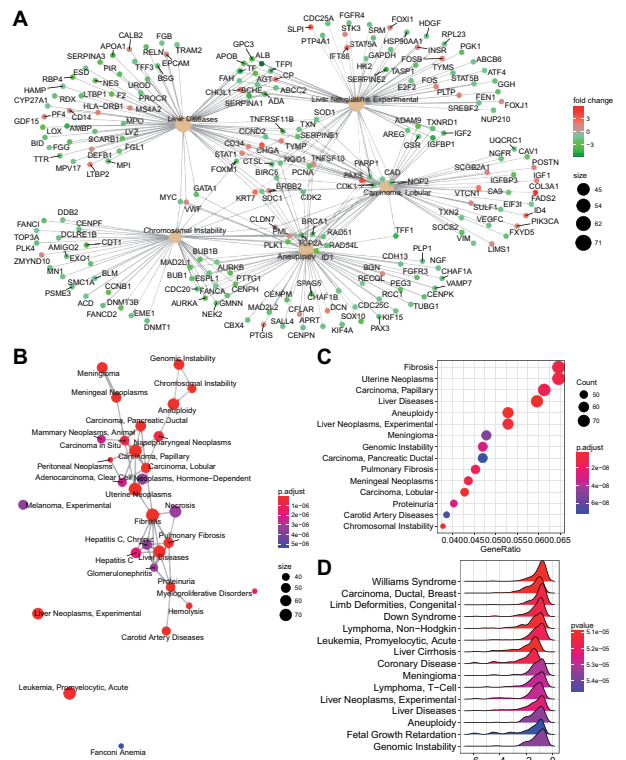 A
CDC25A
FGFR4
SLPI
STK3
SRM
FOXI1
HDGF
PTP4A1
STAT5A
HSP90AA1
RPL23
IFT88
GAPDH
INSR
PGK1
HK2
FOSB
TYMS
ABCB6
SERPINE2
TASP1
FOS
STAT5B
ATF4
E2F2
GGH
PLTP
FEN1
FOXJ1
SREBF2
NUP210
CALB2
FGB
APOA1
RELN
TRAM2
SERPINA3
TFF3
EPCAM
ESD
PIR
BSG
RBP4
NES
UROD
HAMP
LTBP1
F2
PROCR
CYP27A1
RDX
HLA-DRB1
MS4A2
GDF15
PF4
CD14
MPO
LOX
AMBP
LYZ
BID
SCARB1
FGG
FGL1
TTR
DEFB1
MPI
MPV17
LTBP2
GPC3
ALB
APOB
TF
TFPI
FAH
AGT
CP
CHI3L1
BCHE
ABCC2
SERPINA1
ADA
Liver Diseases
Liver Neoplasms, Experimental
SOD1
TNFRSF11B
TXN
CCND2
SERPINE1
CD34
CHGA
TYMP
STAT1
NQO1
TNFSF10
FOXM1
CTSL
BIRC5
PCNA
PARP1
CAD
PAX8
NOP2
CDK1
Carcinoma, Lobular
ADAMT
TXNRD1
AREG
IGF2
GSR
IGFBP1
UQCRC1
NGFR
CAV1
SCGB2A1
POSTN
IGFBP3
IGF1
VTCN1
CA9
COL3A1
SULF1
EIF3I
FADS2
TXN2
VEGFC
ID4
SOCS2
PIK3CA
VIM
FXYD5
LIMS1
GATA1
MYC
VWF
KRT7
ERBB2
SDC1
CDK2
CLDN7
BRCA1
EML
TFF1
PLK1
TOP2A
RAD51
ID1
RAD54L
Aneuploidy
Chromosomal Instability
DDB2
FANCI
CENPF
TOP3A
DCLRE1B
PLK4
AMIGO2
CDT1
ZMYND10
EXO1
MN1
BLM
SMC1A
PSME3
CCNB1
ACD
DNM13B
FANCD2
EME1
DNMT1
BUB1B
MAD2L1
AURKB
BUB1
ESPL1
PTTG1
CDC20
FANCA
CENPH
AURKA
GMNN
NEK2
CENPM
MAD2L2
CBX4
SALL4
PTGIS
CENPN
SPAG5
CHAF1B
CFLAR
DCN
APRT
SOX10
KIF4A
PAX3
KIF15
CDC25C
TUBG1
RCC1
CENPK
RECQL
PEG3
VAMP7
BGN
FGFR3
CHAF1A
CDH13
NGF
PLP1
fold change
3
0
-3
size
45
54
62
71
B
Genomic Instability
Meningioma
Chromosomal Instability
Meningeal Neoplasms
Aneuploidy
Carcinoma, Pancreatic Ductal
Mammary Neoplasms, Animal
Nasopharyngeal Neoplasms
Carcinoma in Situ
Carcinoma, Papillary
Peritoneal Neoplasms
Carcinoma, Lobular
Adenocarcinoma, Clear Cell
Neoplasms, Hormone-Dependent
Uterine Neoplasms
Melanoma, Experimental
Necrosis
Fibrosis
Hepatitis C, Chronic
Pulmonary Fibrosis
Hepatitis C
Liver Diseases
Glomerulonephritis
Proteinuria
Myeloproliferative Disorders
Hemolysis
Liver Neoplasms, Experimental
Carotid Artery Diseases
Leukemia, Promyelocytic, Acute
Fanconi Anemia
p.adjust
1e-06
2e-06
3e-06
4e-06
5e-06
size
40
50
60
70
C
Fibrosis
Uterine Neoplasms
Carcinoma, Papillary
Liver Diseases
Aneuploidy
Liver Neoplasms, Experimental
Meningioma
Genomic Instability
Carcinoma, Pancreatic Ductal
Pulmonary Fibrosis
Meningeal Neoplasms
Carcinoma, Lobular
Proteinuria
Carotid Artery Diseases
Chromosomal Instability
0.040 0.045 0.050 0.055 0.060 0.065
GeneRatio
Count
50
60
70
p.adjust
2e-06
4e-06
6e-06
D
Williams Syndrome
Carcinoma, Ductal, Breast
Limb Deformities, Congenital
Down Syndrome
Lymphoma, Non-Hodgkin
Leukemia, Promyelocytic, Acute
Liver Cirrhosis
Coronary Disease
Meningioma
Lymphoma, T-Cell
Liver Neoplasms, Experimental
Liver Diseases
Aneuploidy
Fetal Growth Retardation
Genomic Instability
pvalue
5.1e-05
5.2e-05
5.3e-05
5.4e-05